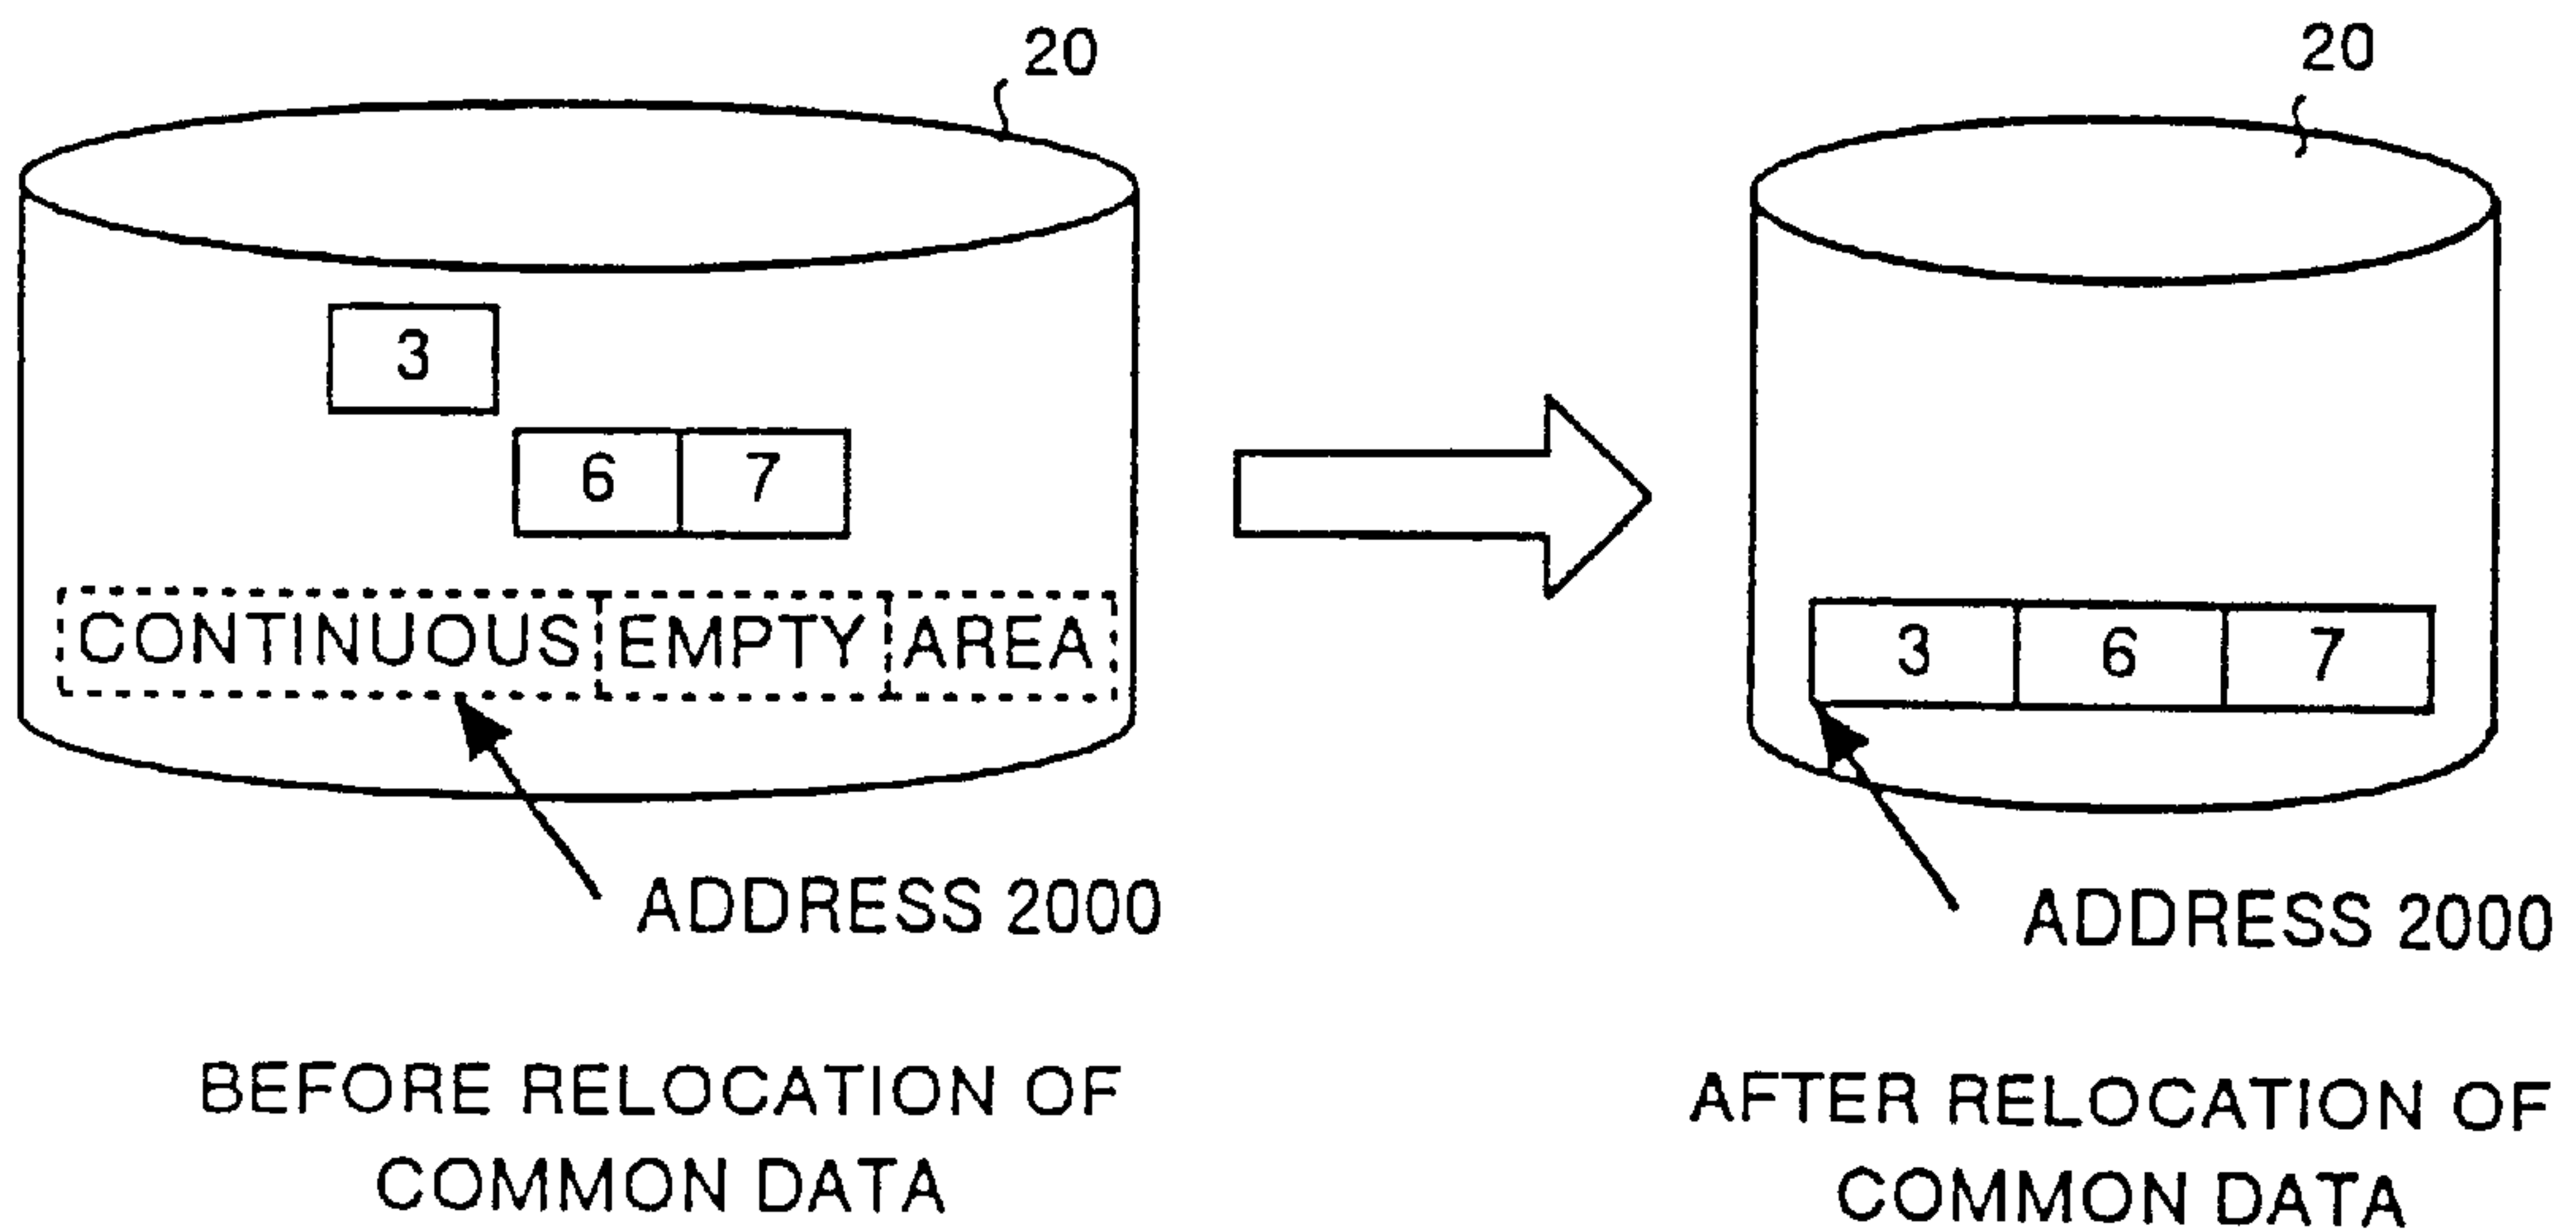 20
3
6 7
CONTINUOUS EMPTY AREA
ADDRESS 2000
BEFORE RELOCATION OF
COMMON DATA
20
3 6 7
ADDRESS 2000
AFTER RELOCATION OF
COMMON DATA